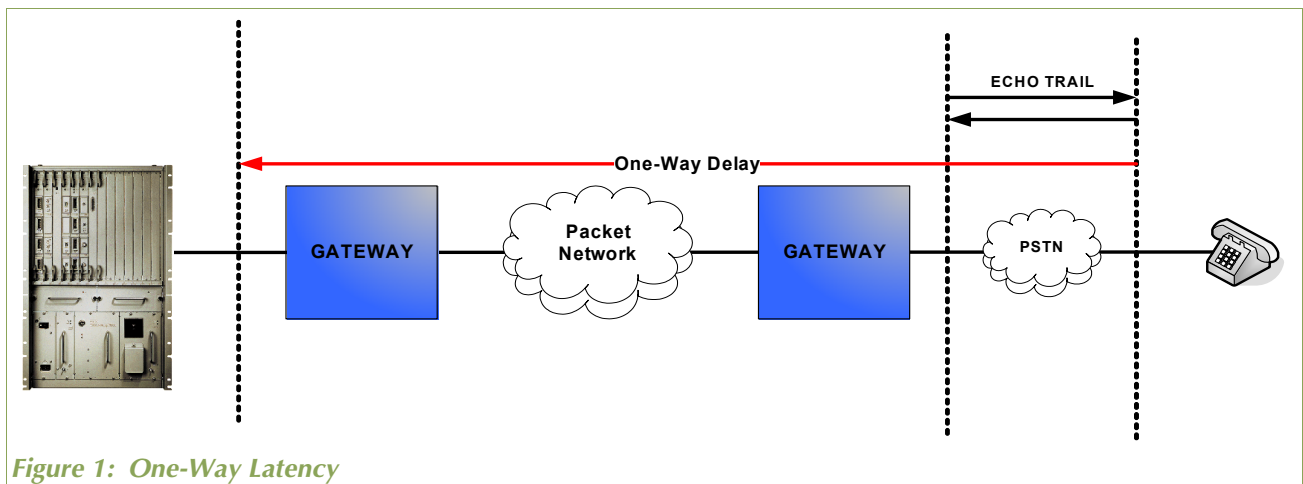 ECHO TRAIL
One-Way Delay
GATEWAY
Packet
Network
GATEWAY
PSTN
Figure 1: One-Way Latency